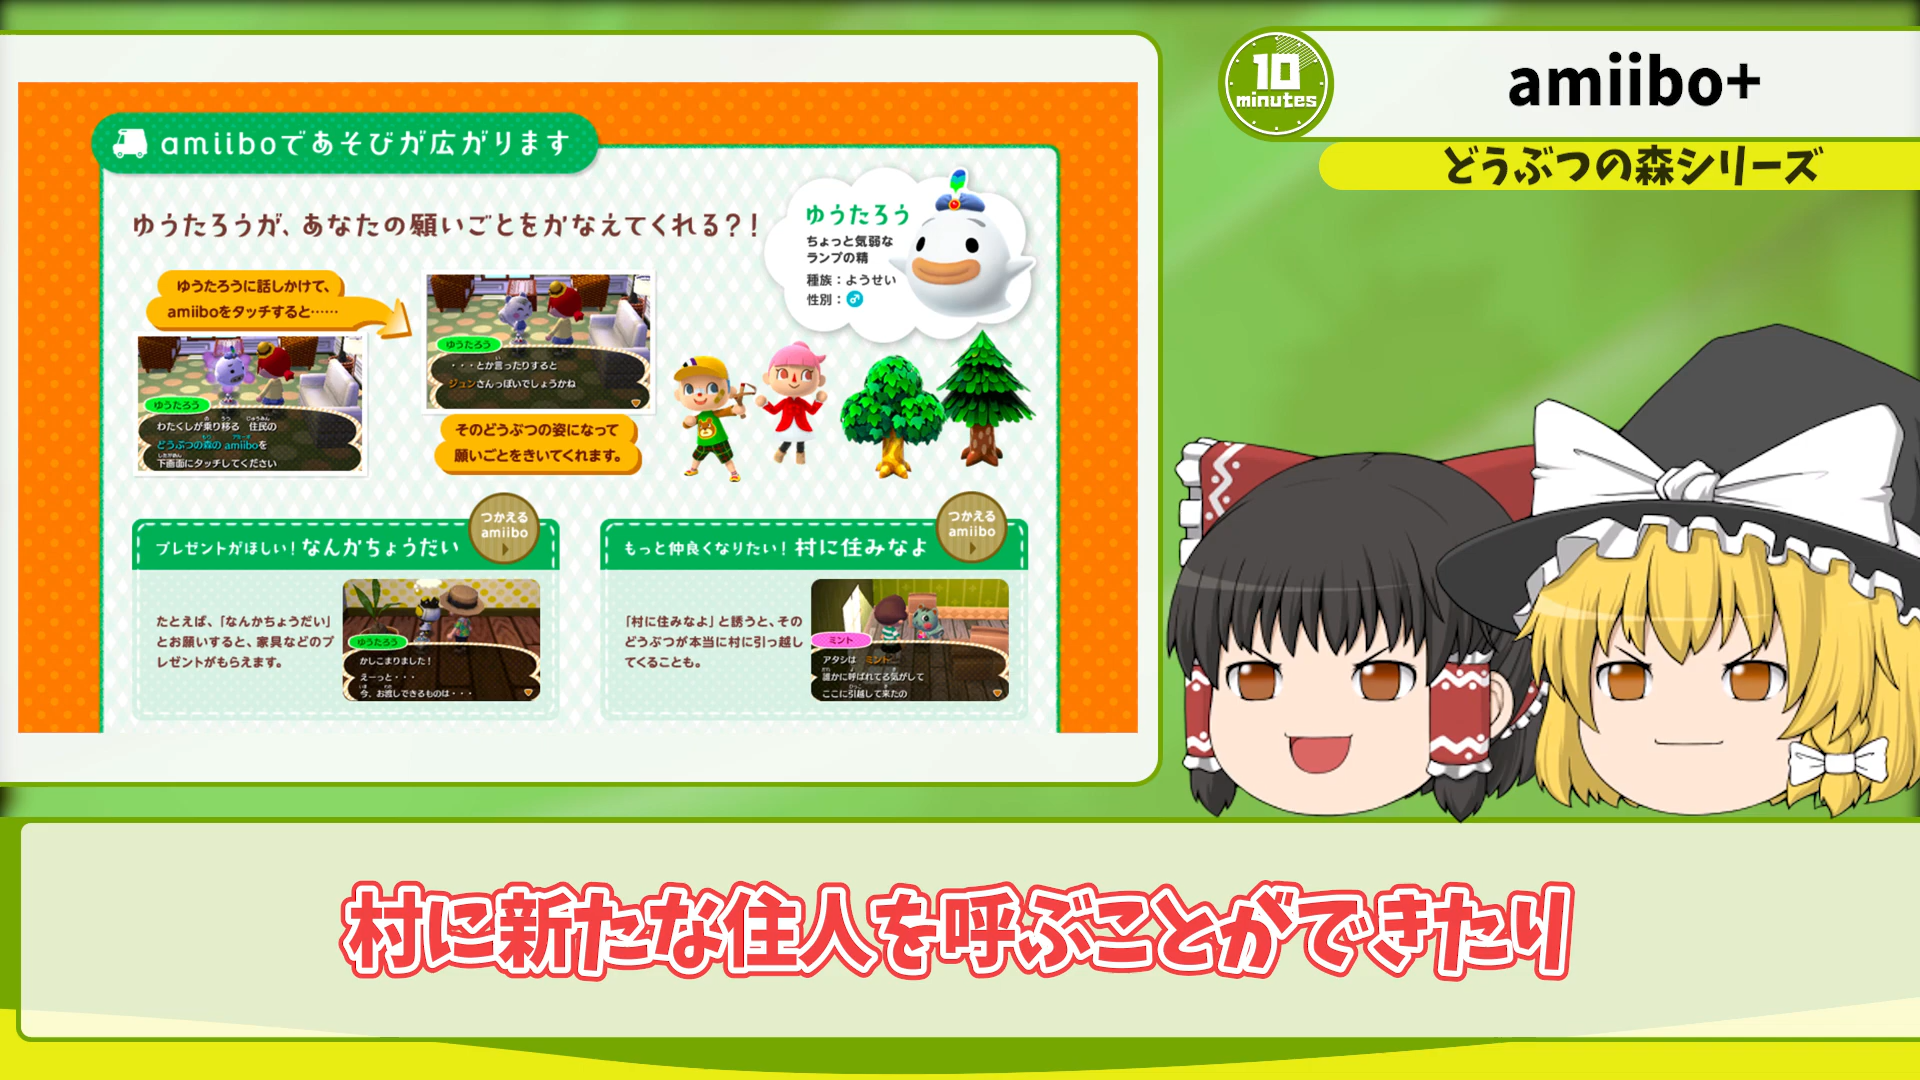 10
minutes
amiibo+
どうぶつの森シリーズ
amiiboであそびが広がります
ゆうたろうが、あなたの願いごとをかなえてくれる?!
ゆうたろう
ちょっと気弱な
ランプの精
種族：ようせい
性別：♂
ゆうたろうに話しかけて、
amiiboをタッチすると……
ゆうたろう
わたくしが乗り移る 住民の
どうぶつの森の amiiboを
下画面にタッチしてください
ゆうたろう
・・・とか言ったりすると
ジュンさんっぽいでしょうかね
そのどうぶつの姿になって
願いごとをきいてくれます。
プレゼントがほしい! なんかちょうだい
つかえる
amiibo
たとえば、「なんかちょうだい」
とお願いすると、家具などのプ
レゼントがもらえます。
ゆうたろう
かしこまりました！
えーっと・・・
今、お渡しできるものは・・・
もっと仲良くなりたい! 村に住みなよ
つかえる
amiibo
「村に住みなよ」と誘うと、その
どうぶつが本当に村に引っ越し
てくることも。
ミント
アタシは ミント…
誰かに呼ばれてる気がして
ここに引越して来たの
村に新たな住人を呼ぶことができたり